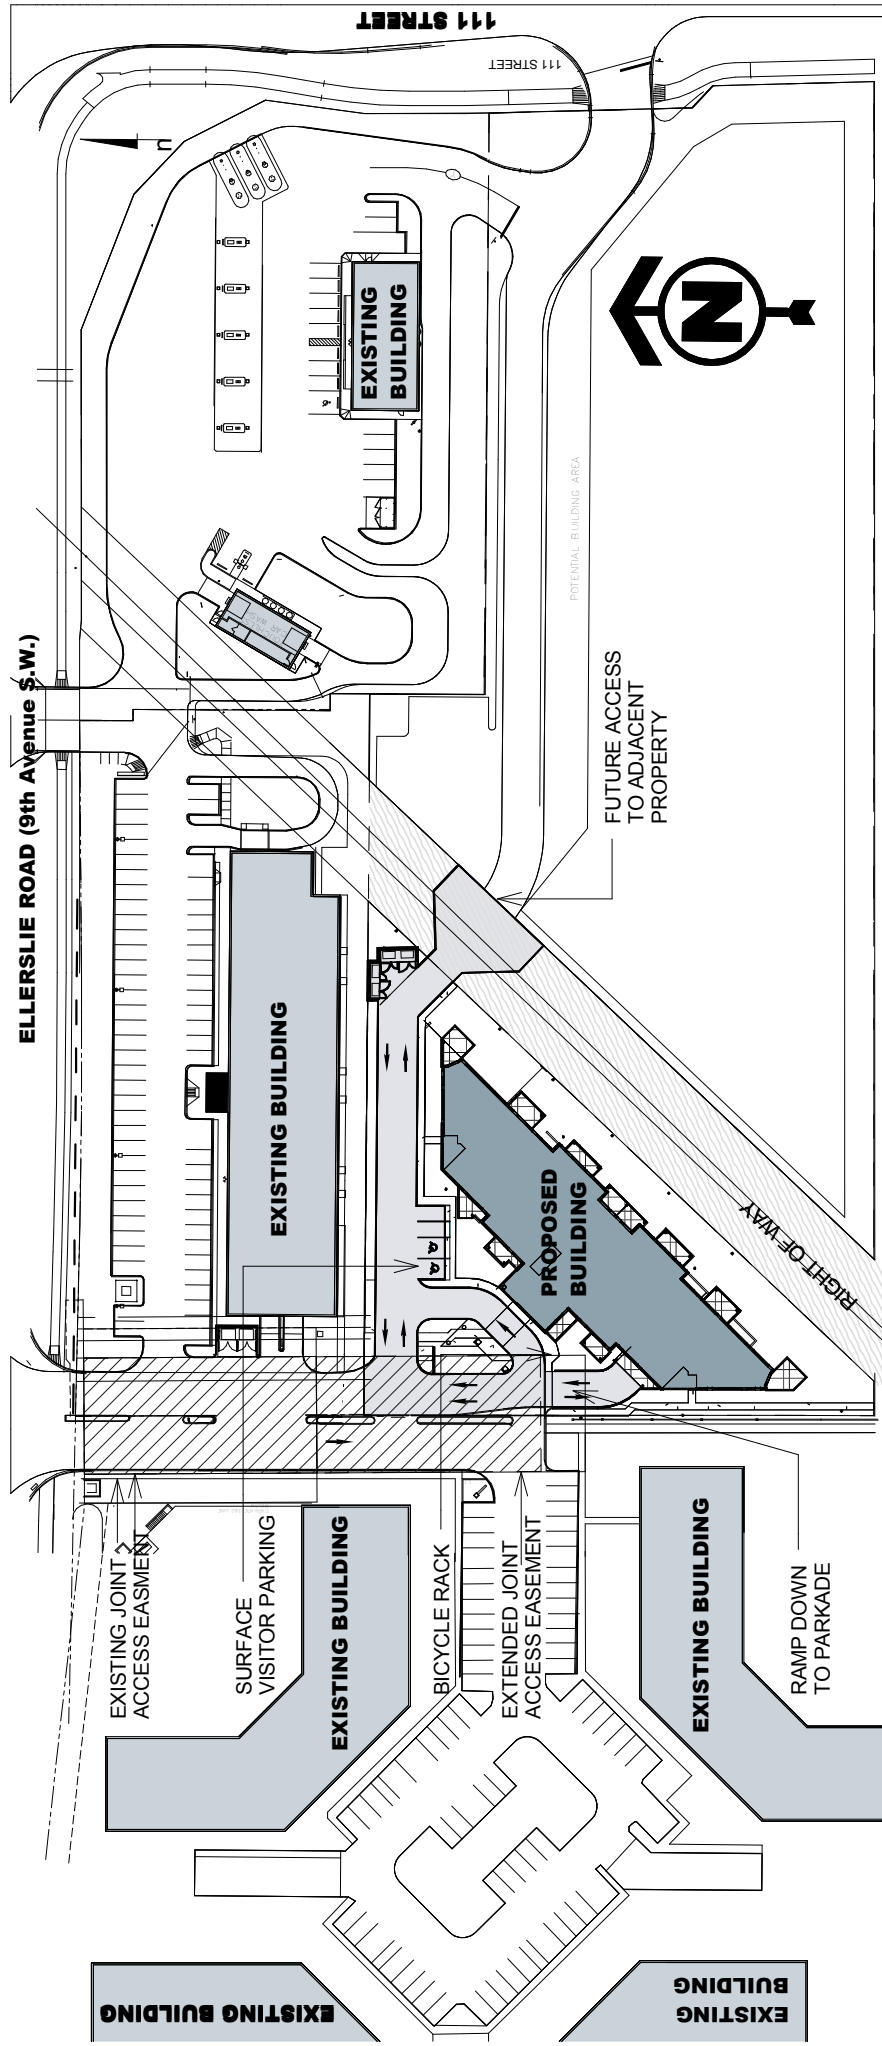 111 STREET
111 STREET
n
EXISTING
BUILDING
N
POTENTIAL BUILDING AREA
ELLERSLIE ROAD (9th Avenue S.W.)
FUTURE ACCESS
TO ADJACENT
PROPERTY
EXISTING BUILDING
PROPOSED
BUILDING
RIGHT OF WAY
EXISTING JOINT
ACCESS EASMENT
SURFACE
VISITOR PARKING
EXISTING BUILDING
BICYCLE RACK
EXTENDED JOINT
ACCESS EASEMENT
EXISTING BUILDING
RAMP DOWN
TO PARKADE
EXISTING BUILDING
EXISTING
BUILDING